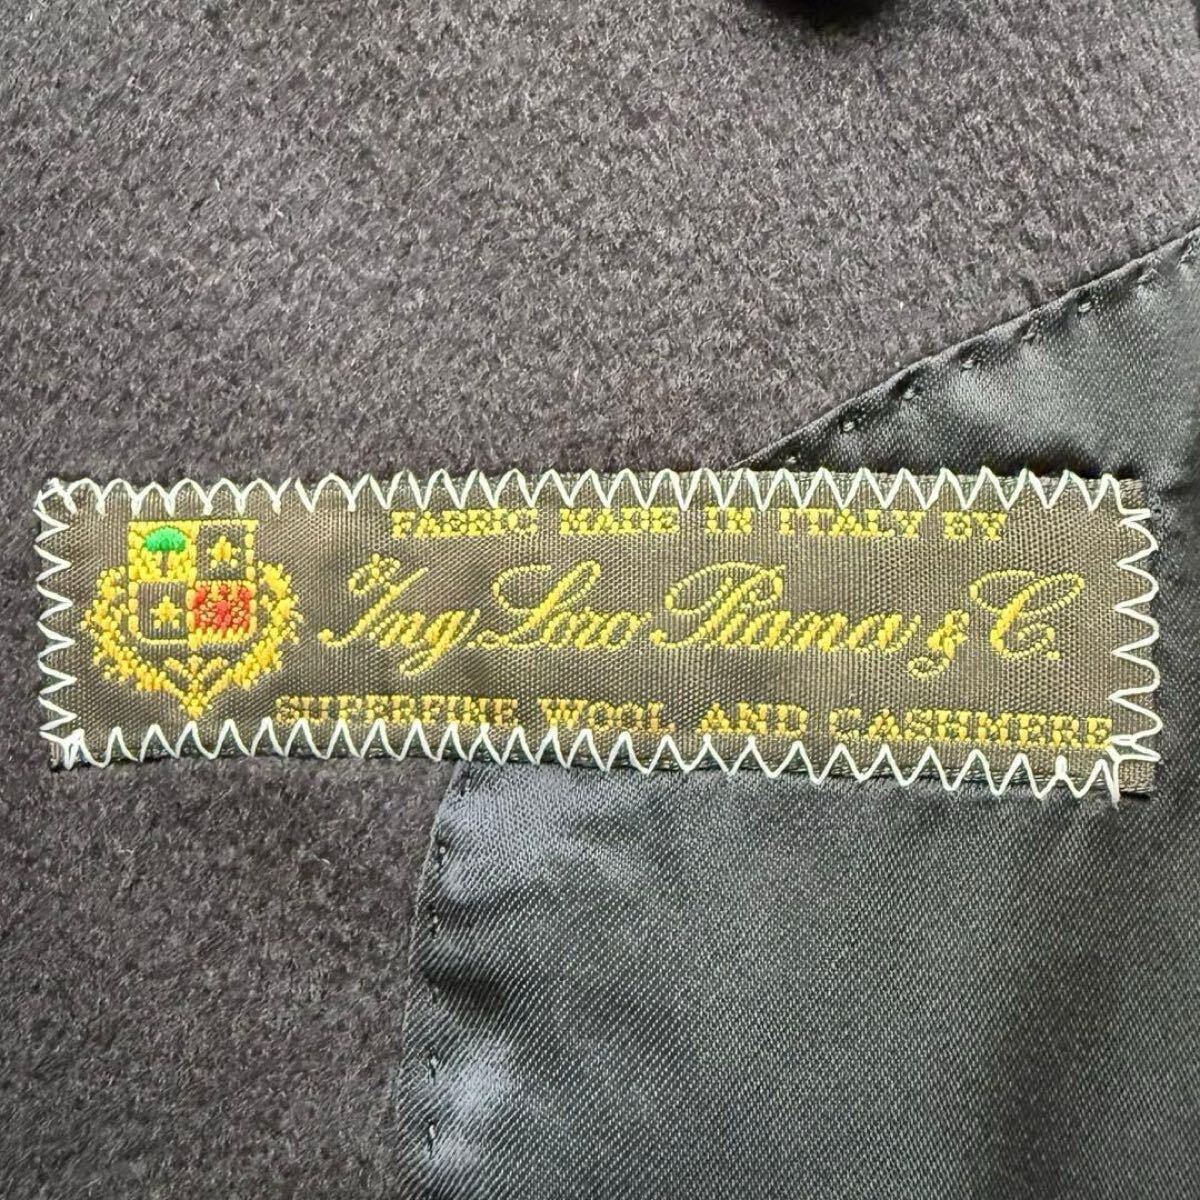 FABRIC MADE IN ITALY BY
Ing. Loro Piana & C.
SUPERFINE WOOL AND CASHMERE